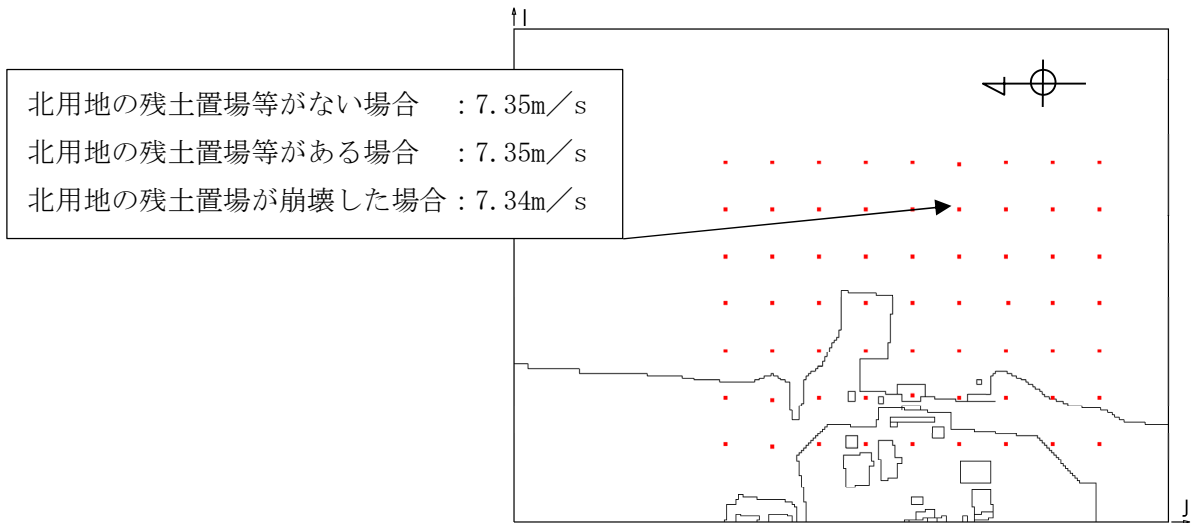 I
北用地の残土置場等がない場合 ：7.35m／s
北用地の残土置場等がある場合 ：7.35m／s
北用地の残土置場が崩壊した場合：7.34m／s
J